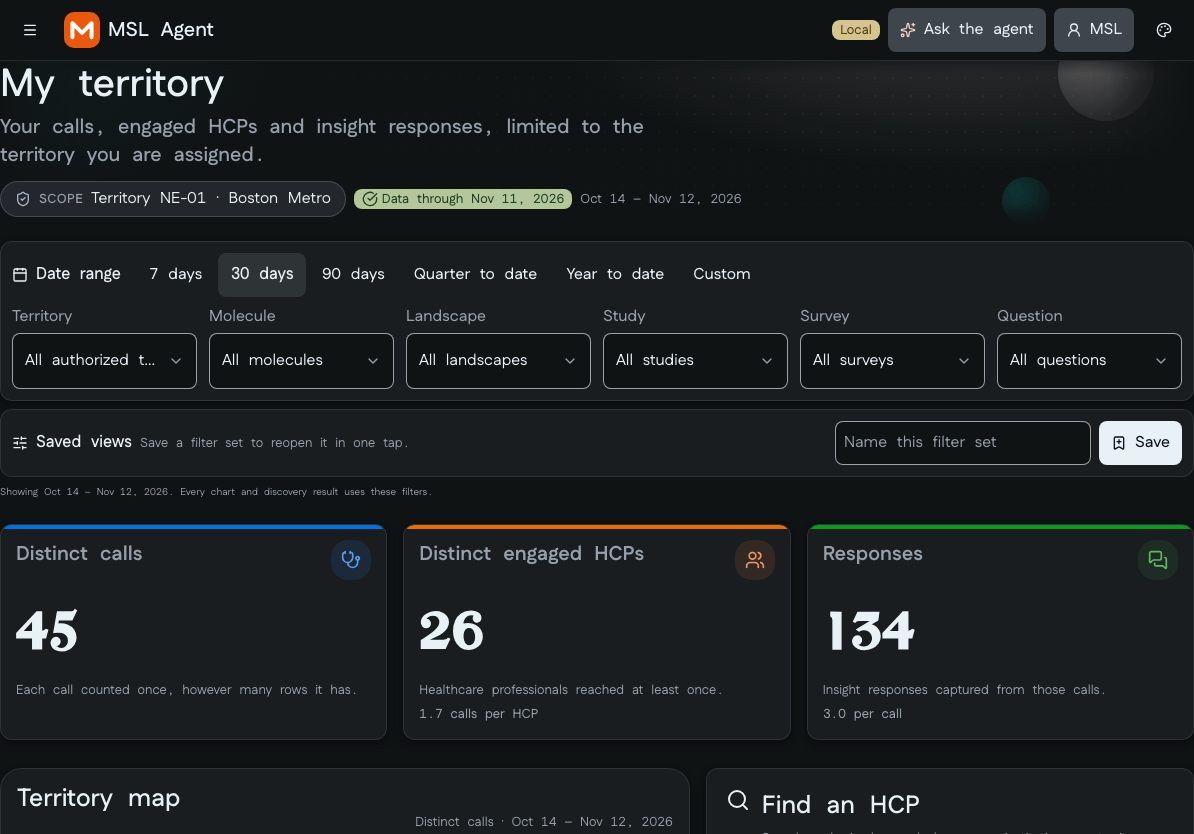 MSL Agent
Local
Ask the agent
MSL
My territory
Your calls, engaged HCPs and insight responses, limited to the
territory you are assigned.
SCOPE Territory NE-01 · Boston Metro
Data through Nov 11, 2026
Oct 14 – Nov 12, 2026
Date range
7 days
30 days
90 days
Quarter to date
Year to date
Custom
Territory
Molecule
Landscape
Study
Survey
Question
All authorized t…
All molecules
All landscapes
All studies
All surveys
All questions
Saved views Save a filter set to reopen it in one tap.
Name this filter set
Save
Showing Oct 14 – Nov 12, 2026. Every chart and discovery result uses these filters.
Distinct calls
45
Each call counted once, however many rows it has.
Distinct engaged HCPs
26
Healthcare professionals reached at least once.
1.7 calls per HCP
Responses
134
Insight responses captured from those calls.
3.0 per call
Territory map
Distinct calls · Oct 14 – Nov 12, 2026
Find an HCP